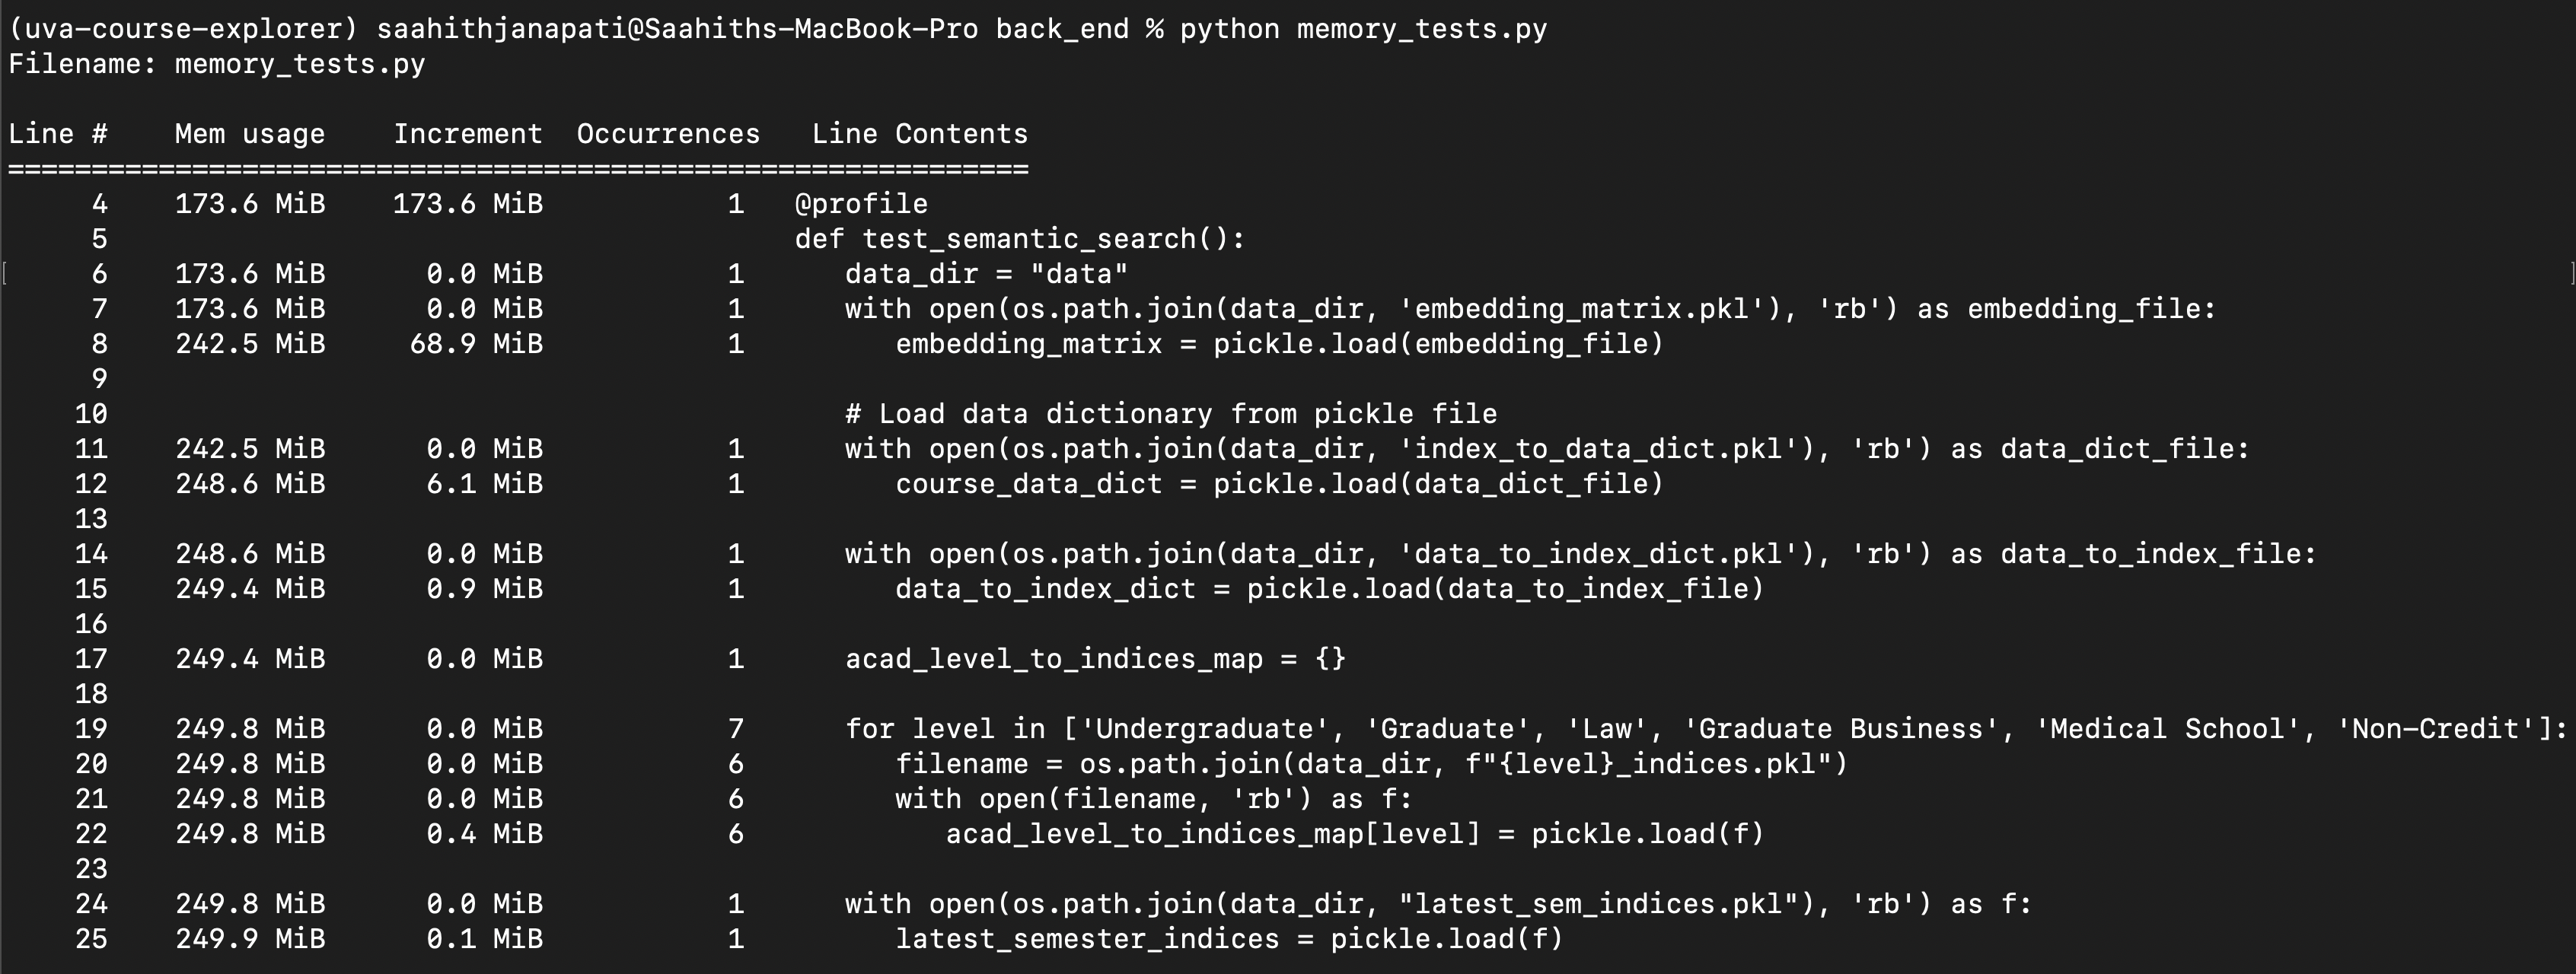 (uva-course-explorer) saahithjanapati@Saahiths-MacBook-Pro back_end % python memory_tests.py
Filename: memory_tests.py

Line #    Mem usage    Increment  Occurrences   Line Contents
=============================================================
     4    173.6 MiB    173.6 MiB           1   @profile
     5                                         def test_semantic_search():
[    6    173.6 MiB      0.0 MiB           1      data_dir = "data"                                                                                      ]
     7    173.6 MiB      0.0 MiB           1      with open(os.path.join(data_dir, 'embedding_matrix.pkl'), 'rb') as embedding_file:
     8    242.5 MiB     68.9 MiB           1         embedding_matrix = pickle.load(embedding_file)
     9
    10                                            # Load data dictionary from pickle file
    11    242.5 MiB      0.0 MiB           1      with open(os.path.join(data_dir, 'index_to_data_dict.pkl'), 'rb') as data_dict_file:
    12    248.6 MiB      6.1 MiB           1         course_data_dict = pickle.load(data_dict_file)
    13
    14    248.6 MiB      0.0 MiB           1      with open(os.path.join(data_dir, 'data_to_index_dict.pkl'), 'rb') as data_to_index_file:
    15    249.4 MiB      0.9 MiB           1         data_to_index_dict = pickle.load(data_to_index_file)
    16
    17    249.4 MiB      0.0 MiB           1      acad_level_to_indices_map = {}
    18
    19    249.8 MiB      0.0 MiB           7      for level in ['Undergraduate', 'Graduate', 'Law', 'Graduate Business', 'Medical School', 'Non-Credit']:
    20    249.8 MiB      0.0 MiB           6         filename = os.path.join(data_dir, f"{level}_indices.pkl")
    21    249.8 MiB      0.0 MiB           6         with open(filename, 'rb') as f:
    22    249.8 MiB      0.4 MiB           6            acad_level_to_indices_map[level] = pickle.load(f)
    23
    24    249.8 MiB      0.0 MiB           1      with open(os.path.join(data_dir, "latest_sem_indices.pkl"), 'rb') as f:
    25    249.9 MiB      0.1 MiB           1         latest_semester_indices = pickle.load(f)